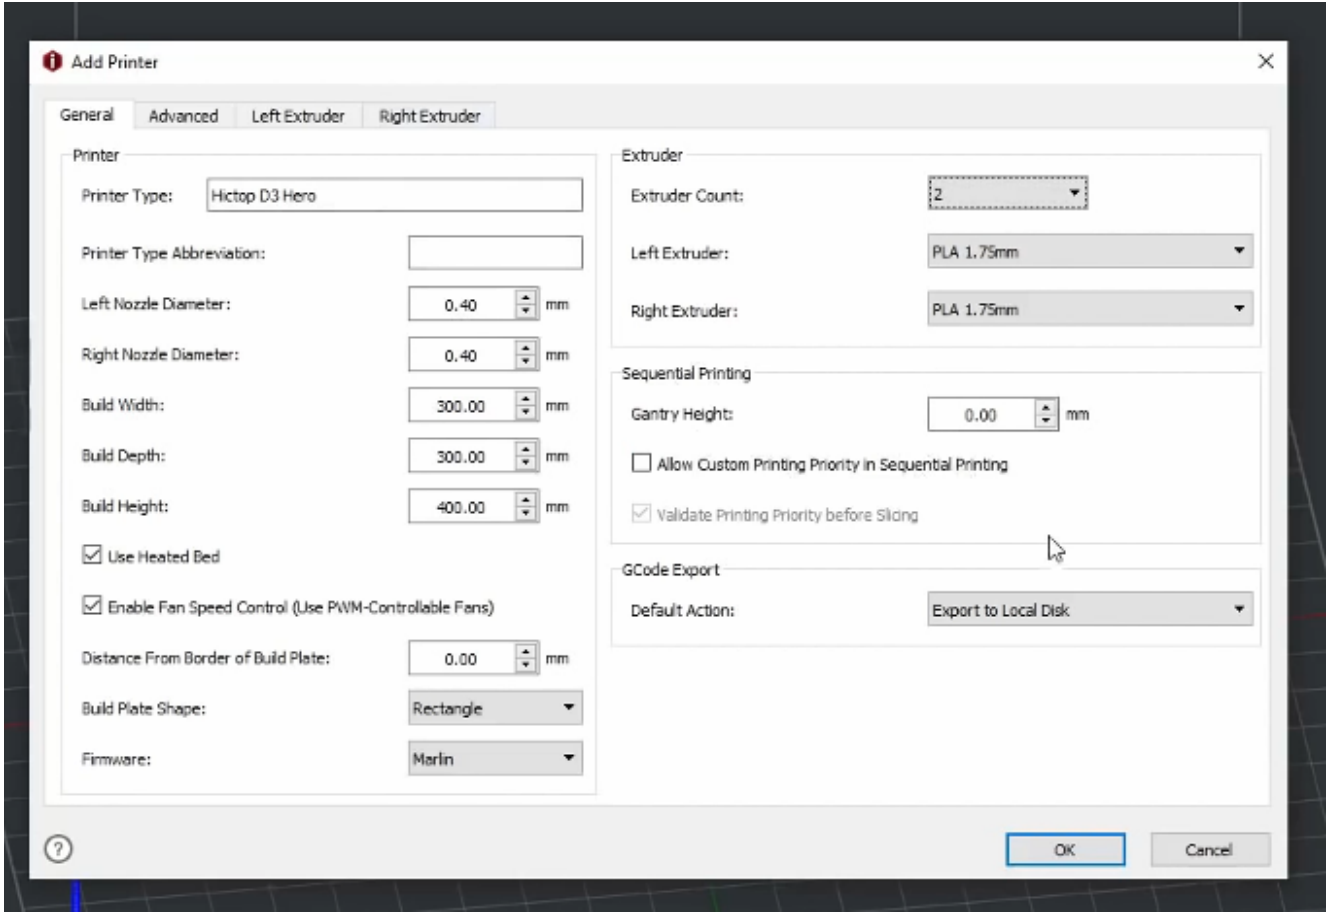 Add Printer
General
Advanced
Left Extruder
Right Extruder
Printer
Printer Type: Hictop D3 Hero
Printer Type Abbreviation:
Left Nozzle Diameter: 0.40 mm
Right Nozzle Diameter: 0.40 mm
Build Width: 300.00 mm
Build Depth: 300.00 mm
Build Height: 400.00 mm
Use Heated Bed
Enable Fan Speed Control (Use PWM-Controllable Fans)
Distance From Border of Build Plate: 0.00 mm
Build Plate Shape: Rectangle
Firmware: Marlin
Extruder
Extruder Count: 2
Left Extruder: PLA 1.75mm
Right Extruder: PLA 1.75mm
Sequential Printing
Gantry Height: 0.00 mm
Allow Custom Printing Priority in Sequential Printing
Validate Printing Priority before Slicing
GCode Export
Default Action: Export to Local Disk
?
OK
Cancel